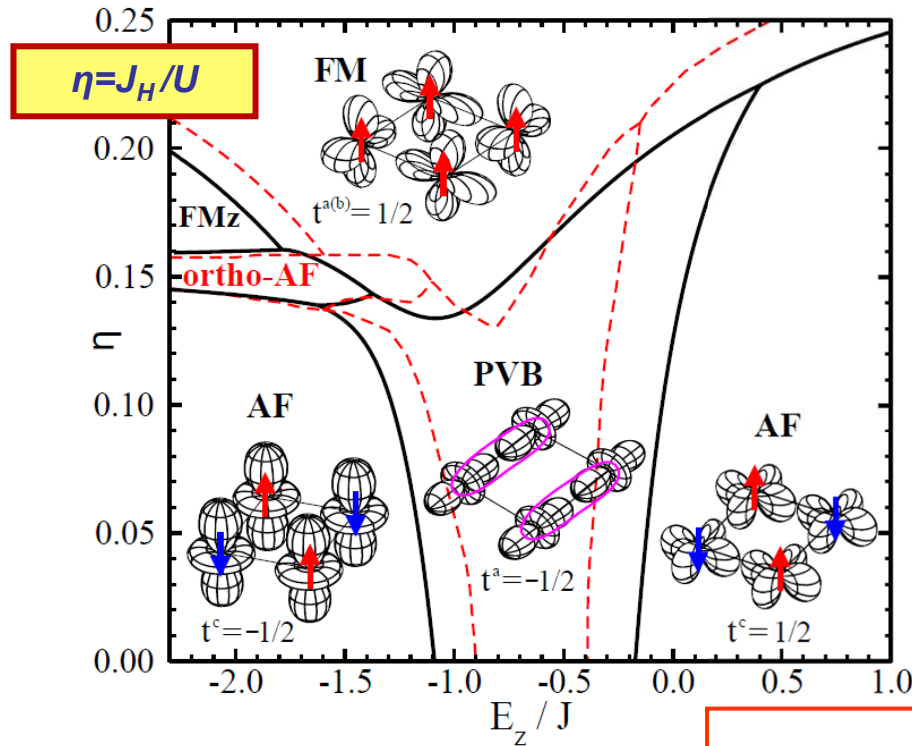 0.25
η=J_H/U
FM
0.20
t^{a(b)}= 1/2
FMz
0.15
ortho-AF
η
PVB
0.10
AF
AF
0.05
t^a=−1/2
t^c=−1/2
t^c=1/2
0.00
-2.0 -1.5 -1.0 -0.5 0.0 0.5 1.0
E_z / J